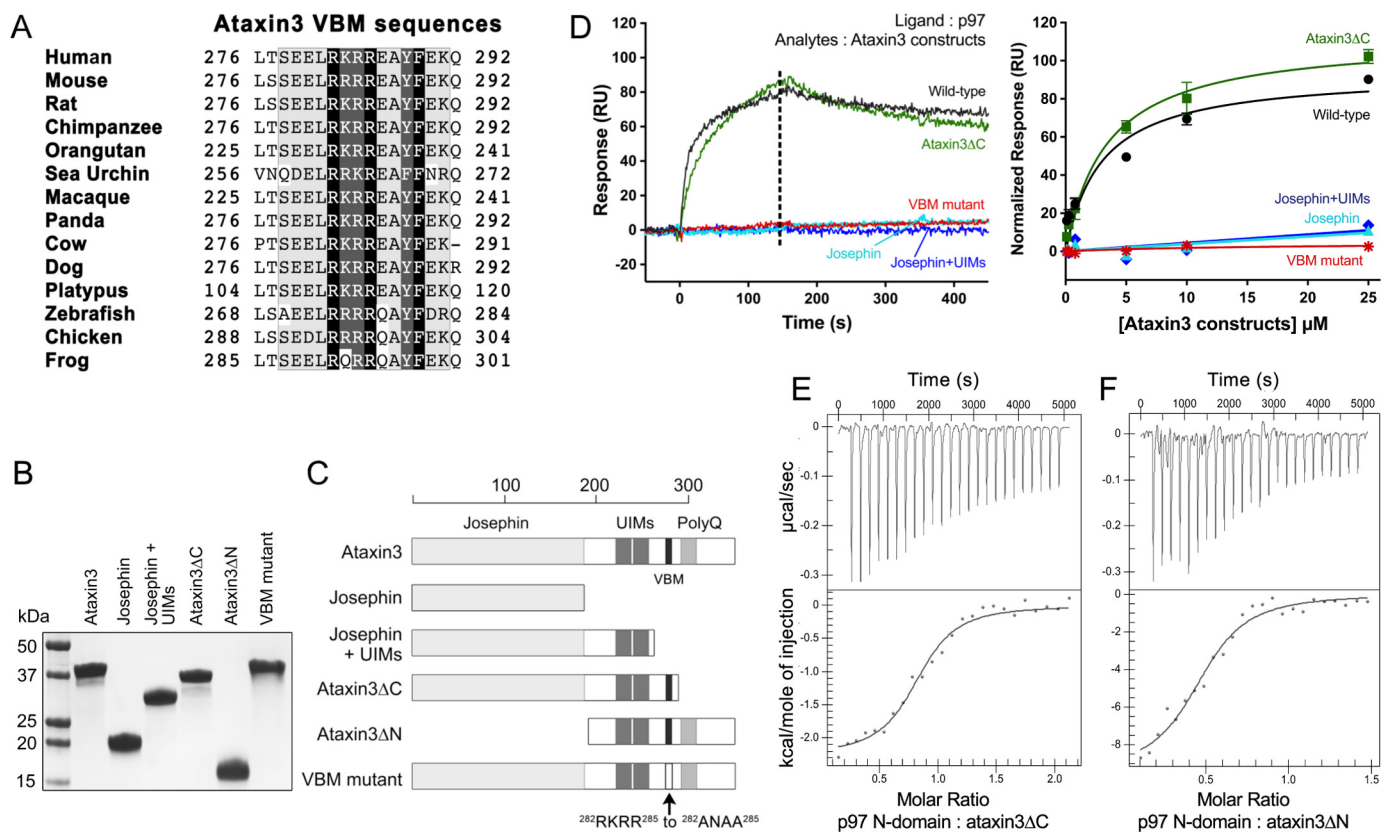 A
Ataxin3 VBM sequences
Human 276 LTSEELRKRREAYFEKQ 292
Mouse 276 LSSEELRRRREAYFEKQ 292
Rat 276 LSSEELRKRREAYFEKQ 292
Chimpanzee 276 LTSEELRKRREAYFEKQ 292
Orangutan 225 LTSEELRKRREAYFEKQ 241
Sea Urchin 256 VNQDELRRKREAFFNRQ 272
Macaque 225 LTSEELRKRREAYFEKQ 241
Panda 276 LTSEELRKRREAYFEKQ 292
Cow 276 PTSEELRKRREAYFEK- 291
Dog 276 LTSEELRKRREAYFEKR 292
Platypus 104 LTSEELRKRREAYFEKQ 120
Zebrafish 268 LSAEELRRRRQAYFDRQ 284
Chicken 288 LSSEDLRRRRQAYFEKQ 304
Frog 285 LTSEELRQRRQAYFEKQ 301
B
kDa
Ataxin3
Josephin
Josephin +
UIMs
Ataxin3ΔC
Ataxin3ΔN
VBM mutant
50
37
25
20
15
C
100 200 300
Josephin UIMs PolyQ
Ataxin3
VBM
Josephin
Josephin
+ UIMs
Ataxin3ΔC
Ataxin3ΔN
VBM mutant
²⁸²RKRR²⁸⁵ to ²⁸²ANAA²⁸⁵
D
Ligand : p97
Analytes : Ataxin3 constructs
Response (RU)
120
100
80
60
40
20
0
-20
Wild-type
Ataxin3ΔC
VBM mutant
Josephin
Josephin+UIMs
0 100 200 300 400
Time (s)
Normalized Response (RU)
120
100
80
60
40
20
0
Ataxin3ΔC
Wild-type
Josephin+UIMs
Josephin
VBM mutant
0 5 10 15 20 25
[Ataxin3 constructs] µM
E
Time (s)
0 1000 2000 3000 4000 5000
µcal/sec
0
-0.1
-0.2
-0.3
kcal/mole of injection
0
-0.5
-1.0
-1.5
-2.0
0.5 1.0 1.5 2.0
Molar Ratio
p97 N-domain : ataxin3ΔC
F
Time (s)
0 1000 2000 3000 4000 5000
0
-0.1
-0.2
-0.3
0
-2
-4
-6
-8
0 0.5 1.0 1.5
Molar Ratio
p97 N-domain : ataxin3ΔN